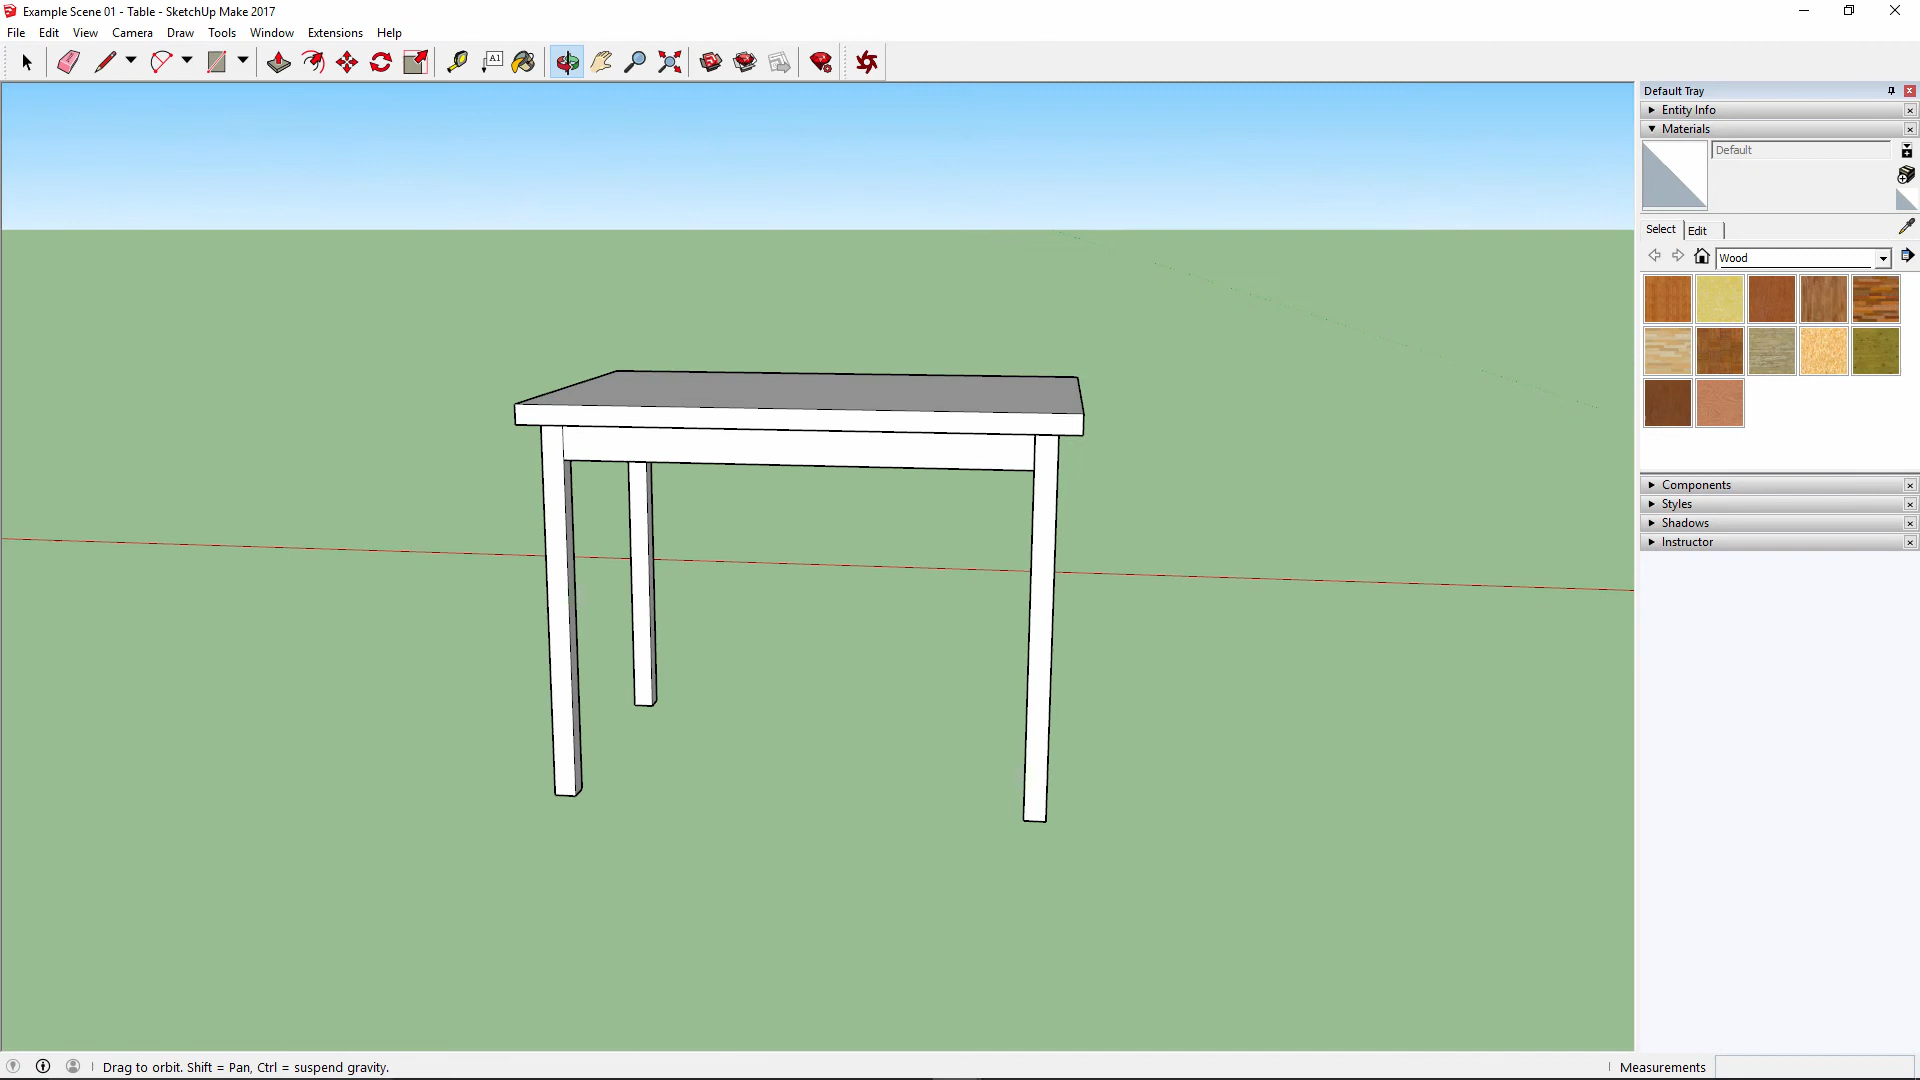 Example Scene 01 - Table - SketchUp Make 2017
File Edit View Camera Draw Tools Window Extensions Help
A1
Default Tray
Entity Info
Materials
Default
Select Edit
Wood
Components
Styles
Shadows
Instructor
Drag to orbit. Shift = Pan, Ctrl = suspend gravity.
Measurements